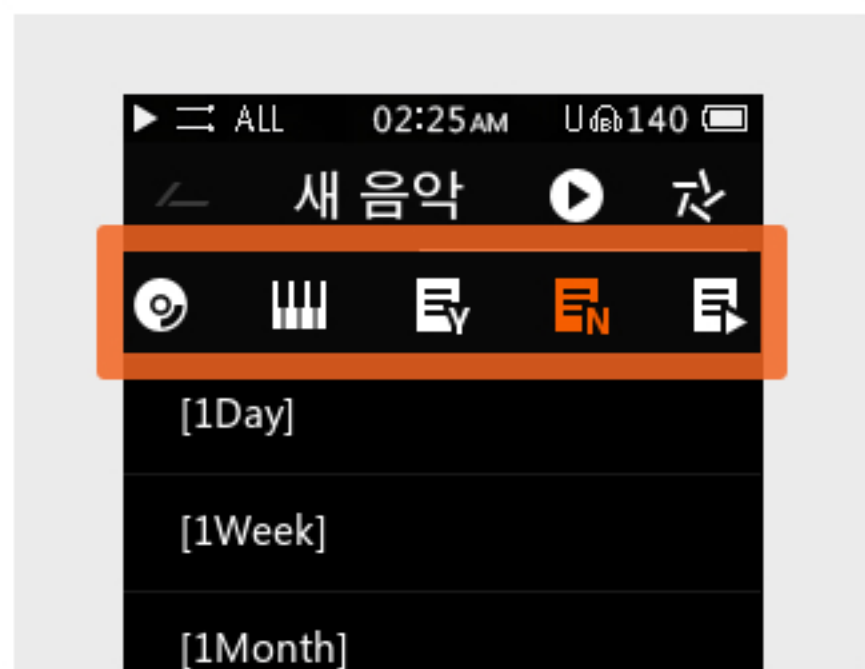 ALL 02:25AM U 140
새 음악
Y N
[1Day]
[1Week]
[1Month]